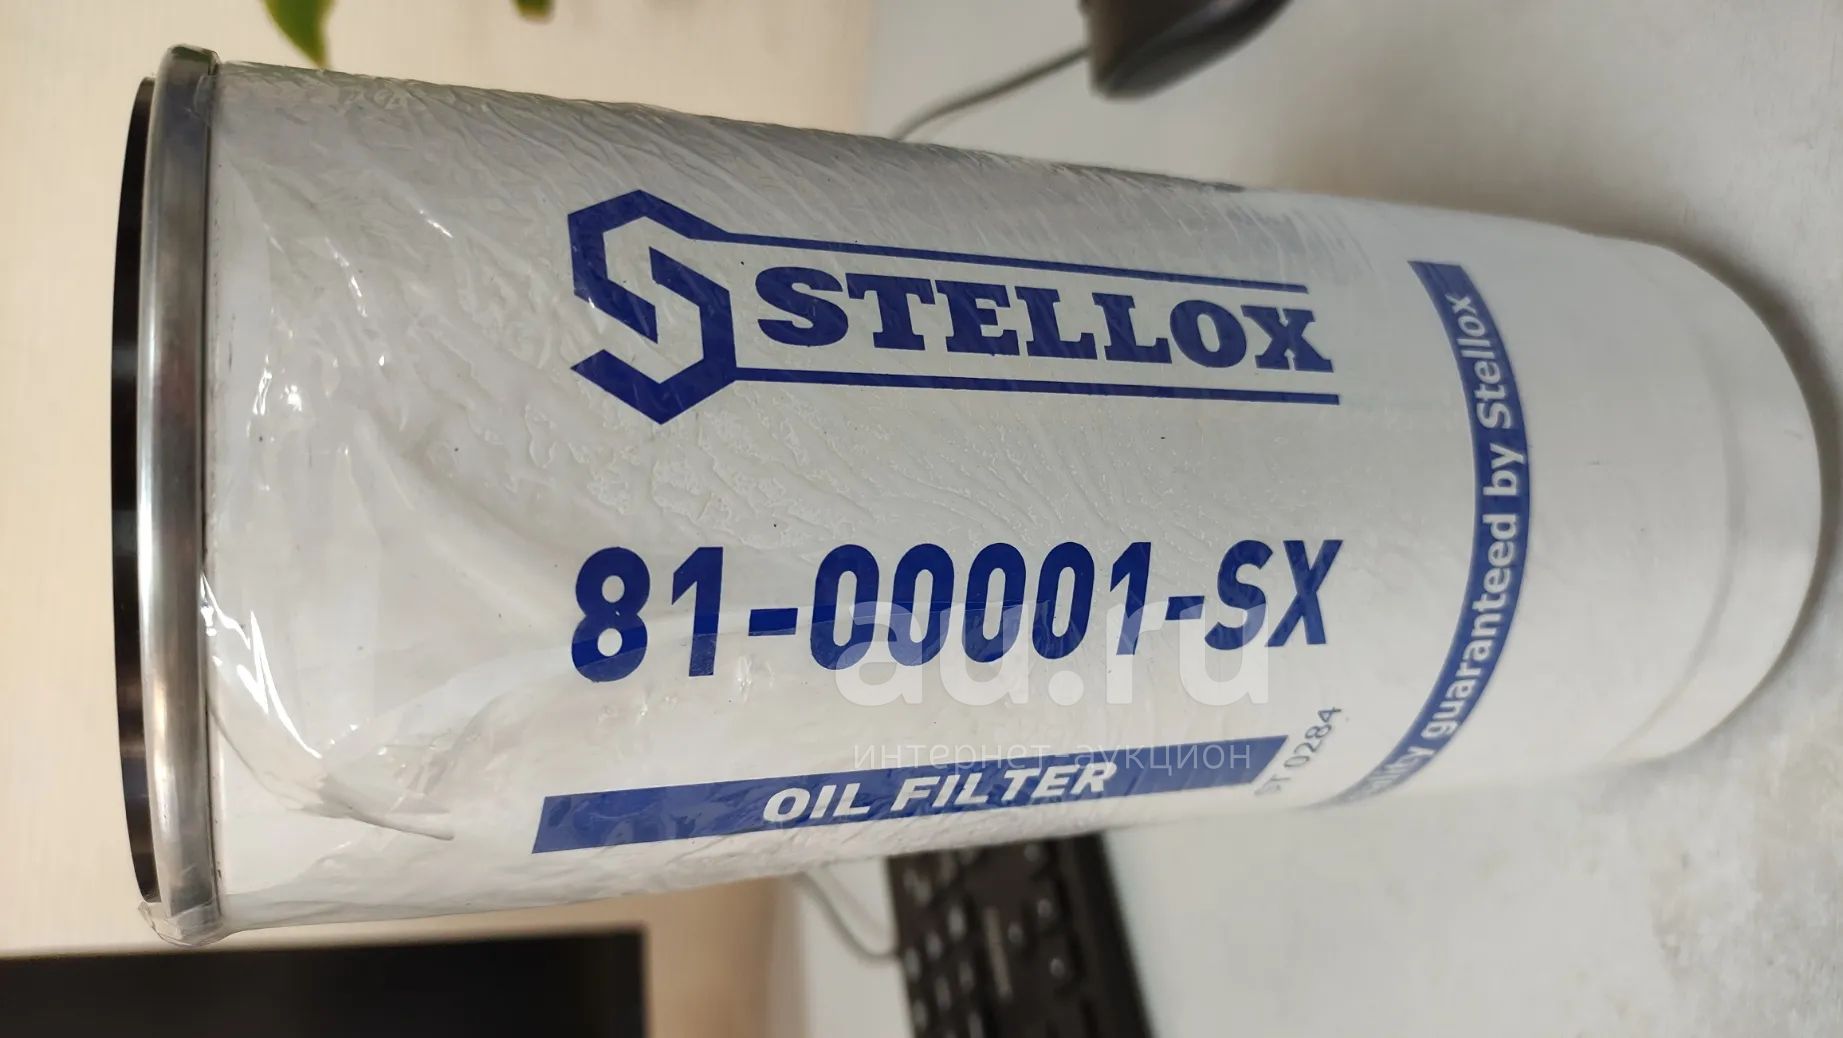 STELLOX
81-00001-SX
OIL FILTER
0284
guaranteed by Stellox
au.ru
интернет-аукцион